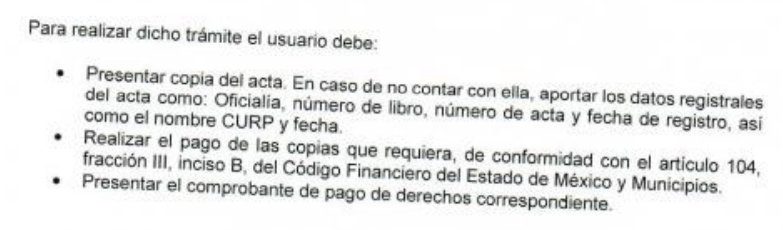 Para realizar dicho trámite el usuario debe:
• Presentar copia del acta. En caso de no contar con ella, aportar los datos registrales
del acta como: Oficialía, número de libro, número de acta y fecha de registro, así
como el nombre CURP y fecha.
• Realizar el pago de las copias que requiera, de conformidad con el artículo 104,
fracción III, inciso B, del Código Financiero del Estado de México y Municipios.
• Presentar el comprobante de pago de derechos correspondiente.